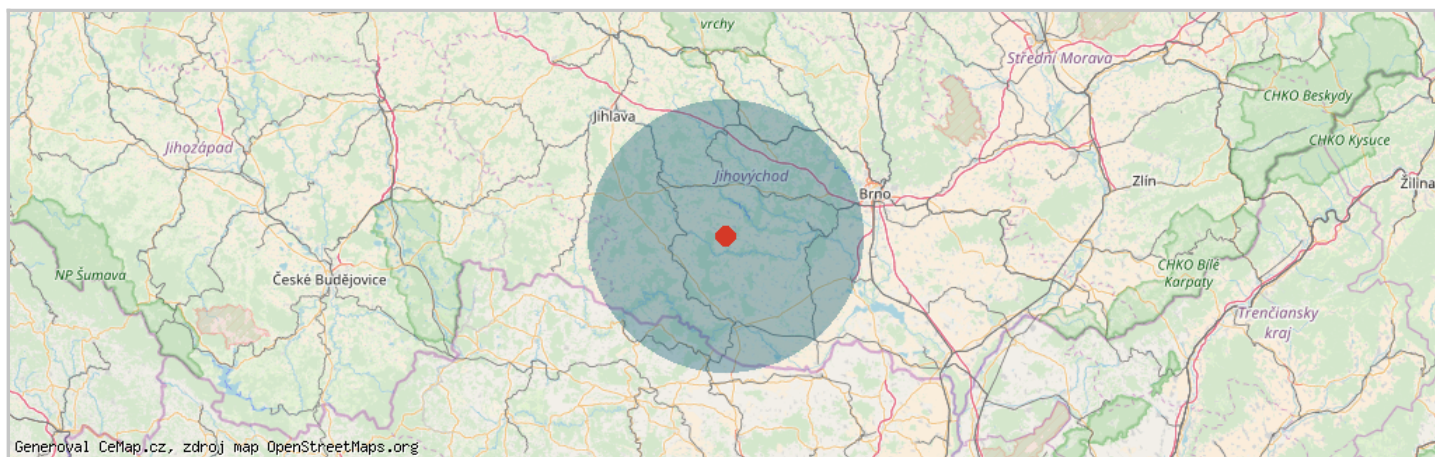 vrchy
Střední Morava
CHKO Beskydy
Jihlava
CHKO Kysuce
Jihozápad
Jihovýchod
Zlín
Žilina
Brno
NP Šumava
České Budějovice
CHKO Bílé
Karpaty
Trenčiansky
kraj
Generoval CeMap.cz, zdroj map OpenStreetMaps.org